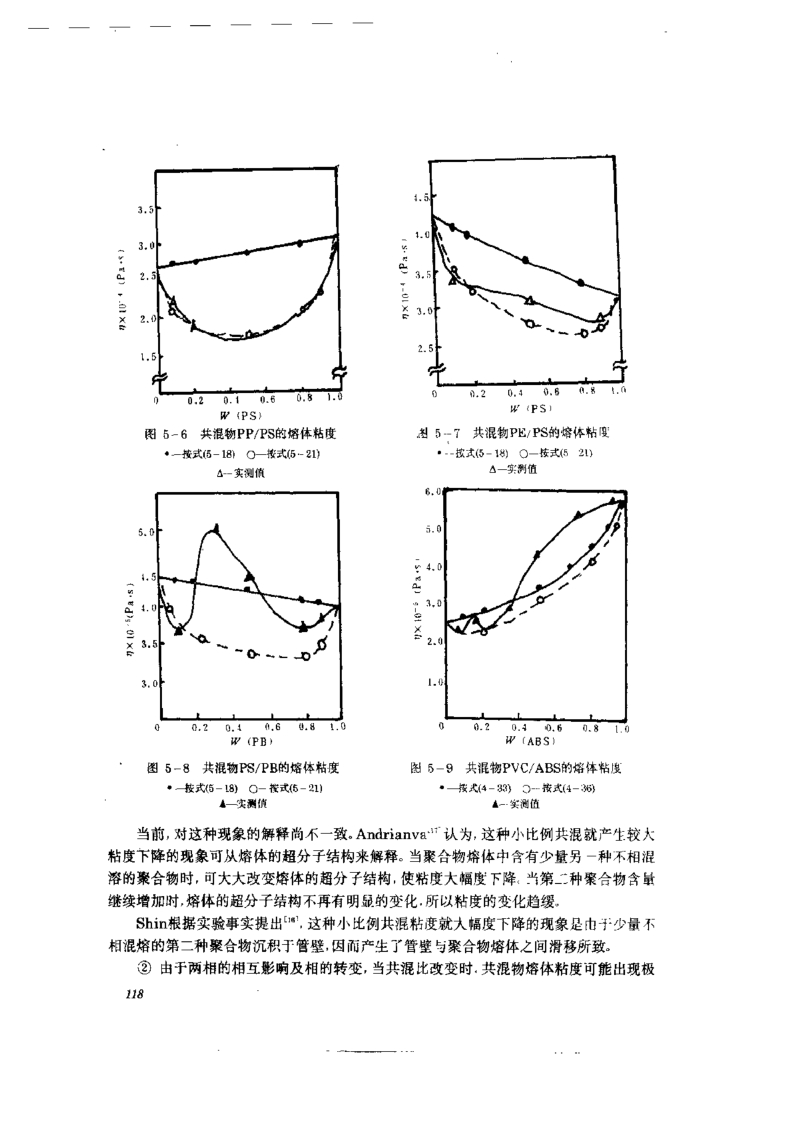 3.5
3.0
2.5
2.0
1.5
η×10⁻⁴ (Pa·s)
0 0.2 0.4 0.6 0.8 1.0
W (PS)
图 5-6 共混物PP/PS的熔体粘度
●—按式(5-18) ○—按式(5-21)
△—实测值
4.5
4.0
3.5
3.0
2.5
η×10⁻⁴ (Pa·s)
0 0.2 0.4 0.6 0.8 1.0
W (PS)
图 5-7 共混物PE/PS的熔体粘度
●--按式(5-18) ○—按式(5 21)
△—实测值
5.0
4.5
4.0
3.5
3.0
η×10⁻⁵(Pa·s)
0 0.2 0.4 0.6 0.8 1.0
W (PB)
图 5-8 共混物PS/PB的熔体粘度
●—按式(5-18) ○—按式(5-21)
▲—实测值
6.0
5.0
4.0
3.0
2.0
1.0
η×10⁻⁵ (Pa·s)
0 0.2 0.4 0.6 0.8 1.0
W (ABS)
图 5-9 共混物PVC/ABS的熔体粘度
●—按式(4-33) ○--按式(4-36)
▲—实测值
当前,对这种现象的解释尚不一致。Andrianva[17]认为,这种小比例共混就产生较大
粘度下降的现象可从熔体的超分子结构来解释。当聚合物熔体中含有少量另一种不相混
溶的聚合物时,可大大改变熔体的超分子结构,使粘度大幅度下降。当第二种聚合物含量
继续增加时,熔体的超分子结构不再有明显的变化,所以粘度的变化趋缓。
Shin根据实验事实提出[18],这种小比例共混粘度就大幅度下降的现象是由于少量不
相混熔的第二种聚合物沉积于管壁,因而产生了管壁与聚合物熔体之间滑移所致。
② 由于两相的相互影响及相的转变,当共混比改变时,共混物熔体粘度可能出现极
118